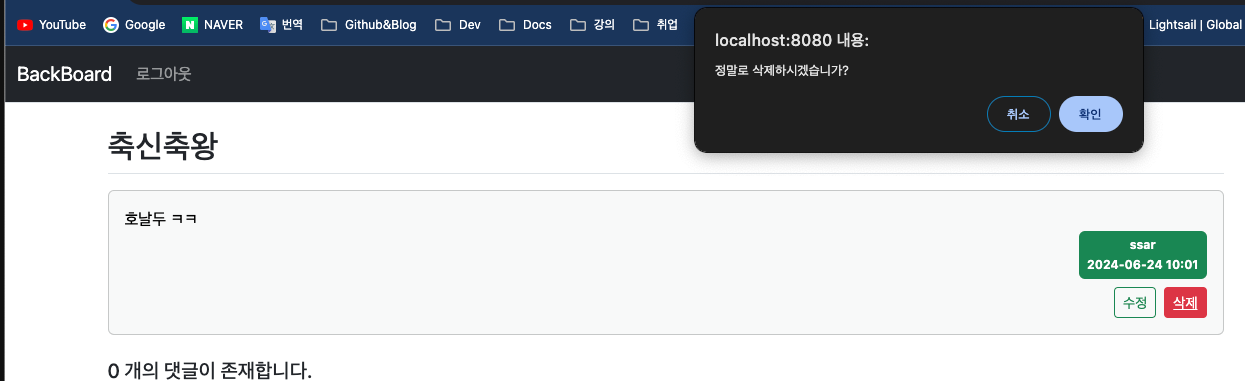 YouTube Google NAVER 번역 Github&Blog Dev Docs 강의 취업 Lightsail | Global
localhost:8080 내용:
정말로 삭제하시겠습니가?
취소 확인
BackBoard 로그아웃
축신축왕
호날두 ㅋㅋ
ssar
2024-06-24 10:01
수정 삭제
0 개의 댓글이 존재합니다.